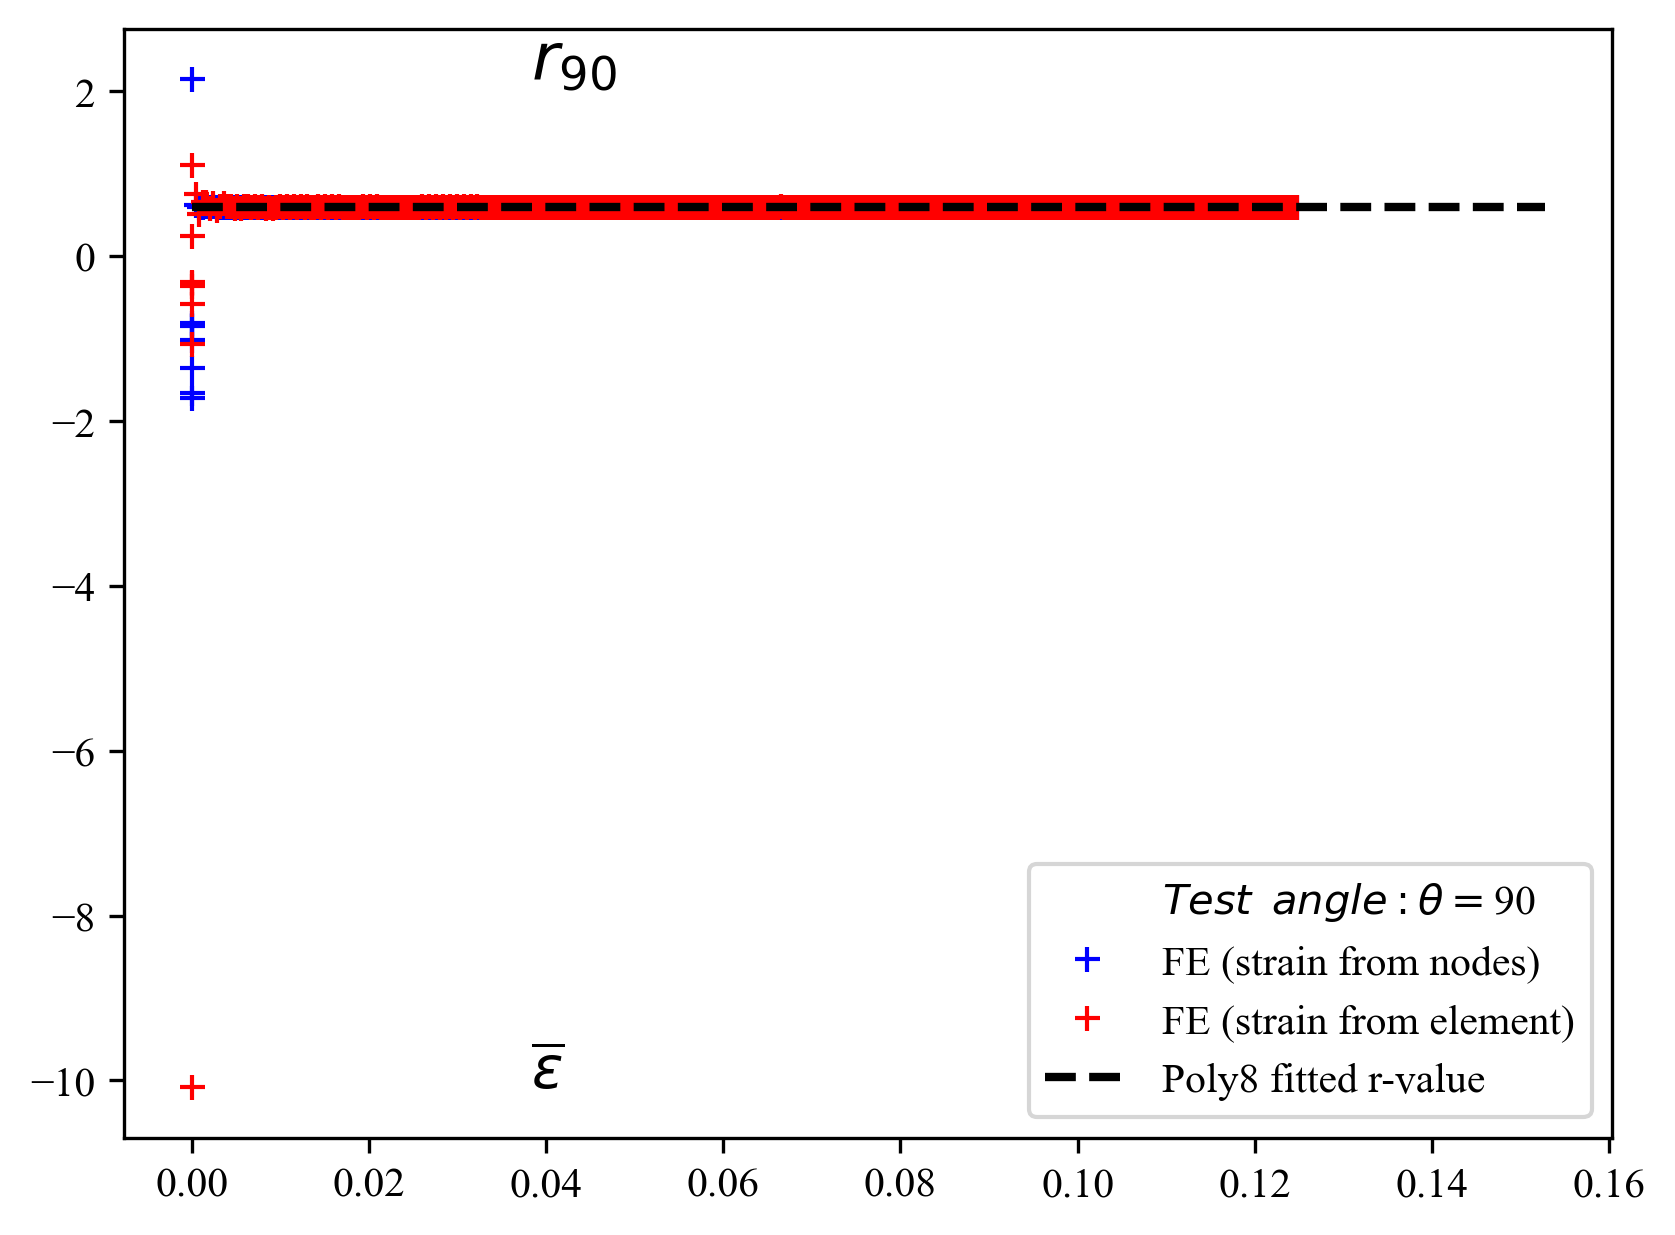 r90
2
0
−2
−4
−6
−8
−10
ε̅
Test angle: θ = 90
FE (strain from nodes)
FE (strain from element)
Poly8 fitted r-value
0.00 0.02 0.04 0.06 0.08 0.10 0.12 0.14 0.16